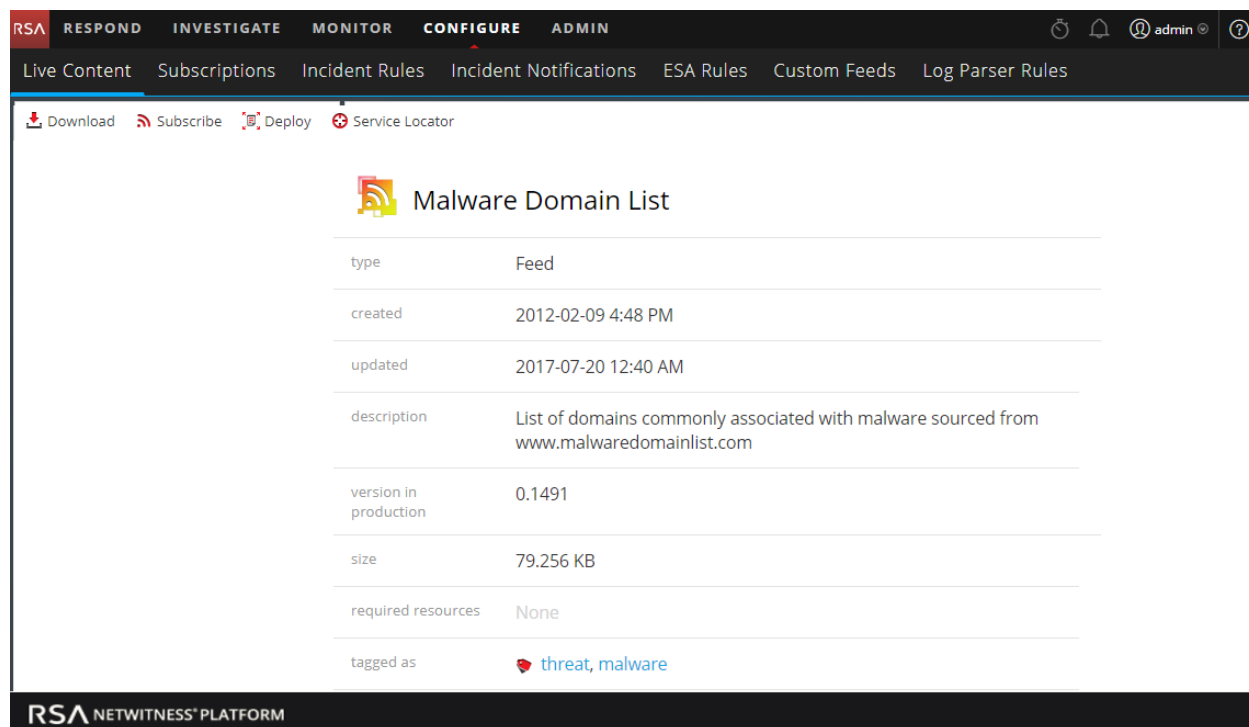 RSA RESPOND INVESTIGATE MONITOR CONFIGURE ADMIN admin ?
Live Content Subscriptions Incident Rules Incident Notifications ESA Rules Custom Feeds Log Parser Rules
Download Subscribe Deploy Service Locator
Malware Domain List
type Feed
created 2012-02-09 4:48 PM
updated 2017-07-20 12:40 AM
description List of domains commonly associated with malware sourced from
www.malwaredomainlist.com
version in
production 0.1491
size 79.256 KB
required resources None
tagged as threat, malware
RSA NETWITNESS® PLATFORM